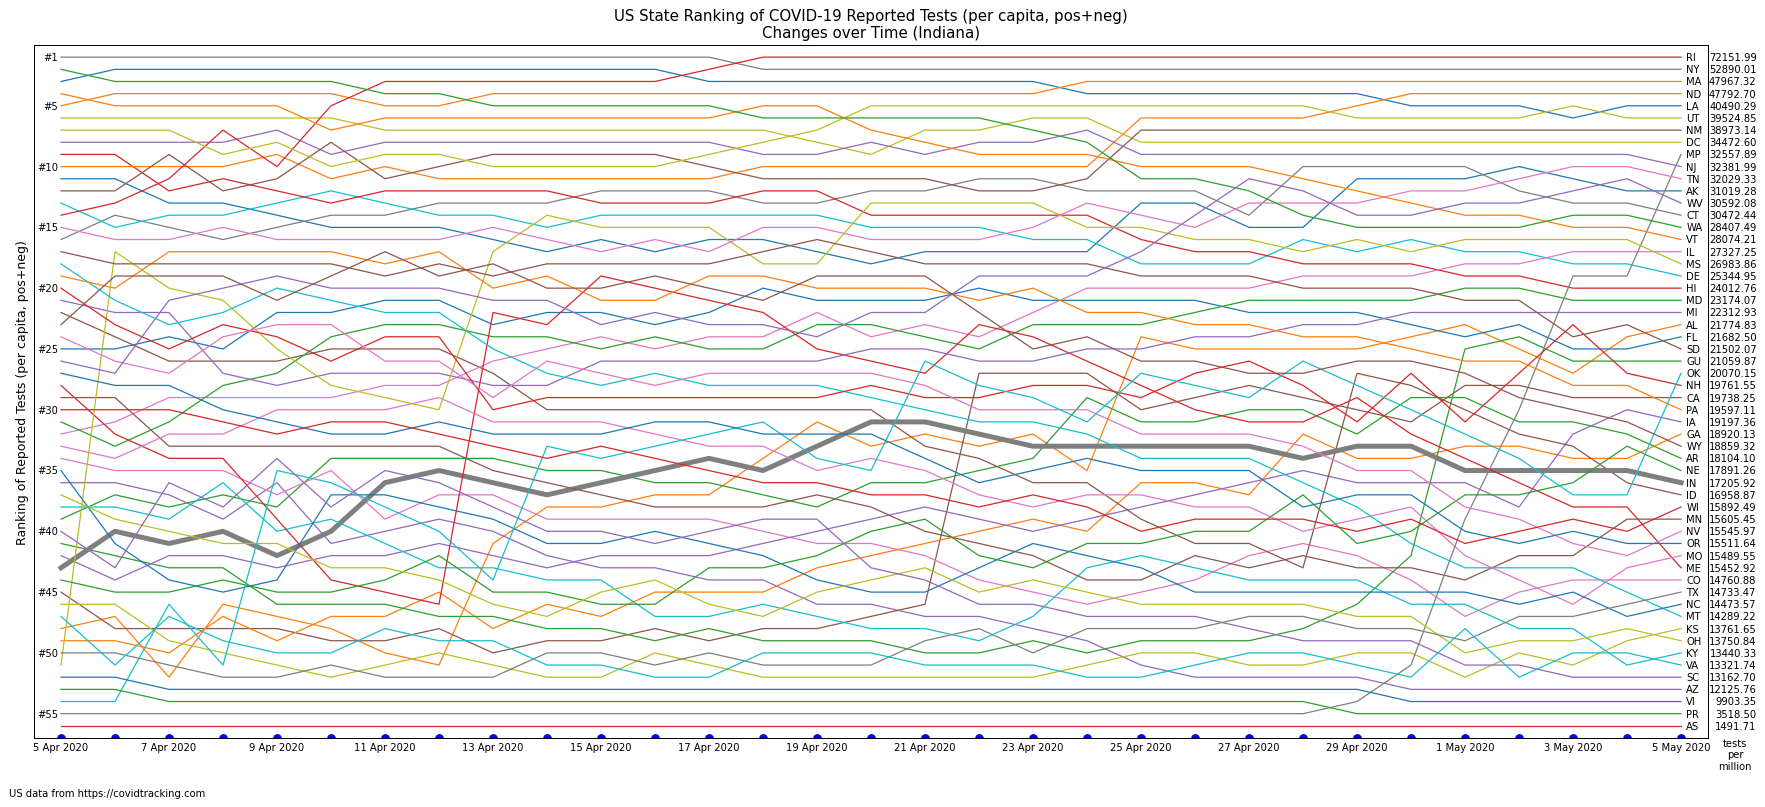 US State Ranking of COVID-19 Reported Tests (per capita, pos+neg)
Changes over Time (Indiana)
Ranking of Reported Tests (per capita, pos+neg)
#1
#5
#10
#15
#20
#25
#30
#35
#40
#45
#50
#55
RI 72151.99
NY 52890.01
MA 47967.32
ND 47792.70
LA 40490.29
UT 39524.85
NM 38973.14
DC 34472.60
MP 32557.89
NJ 32381.99
TN 32029.33
AK 31019.28
WV 30592.08
CT 30472.44
WA 28407.49
VT 28074.21
IL 27327.25
MS 26983.86
DE 25344.95
HI 24012.76
MD 23174.07
MI 22312.93
AL 21774.83
FL 21682.50
SD 21502.07
GU 21059.87
OK 20070.15
NH 19761.55
CA 19738.25
PA 19597.11
IA 19197.36
GA 18920.13
WY 18859.32
AR 18104.10
NE 17891.26
IN 17205.92
ID 16958.87
WI 15892.49
MN 15605.45
NV 15545.97
OR 15511.64
MO 15489.55
ME 15452.92
CO 14760.88
TX 14733.47
NC 14473.57
MT 14289.22
KS 13761.65
OH 13750.84
KY 13440.33
VA 13321.74
SC 13162.70
AZ 12125.76
VI 9903.35
PR 3518.50
AS 1491.71
5 Apr 2020
7 Apr 2020
9 Apr 2020
11 Apr 2020
13 Apr 2020
15 Apr 2020
17 Apr 2020
19 Apr 2020
21 Apr 2020
23 Apr 2020
25 Apr 2020
27 Apr 2020
29 Apr 2020
1 May 2020
3 May 2020
5 May 2020
tests
per
million
US data from https://covidtracking.com